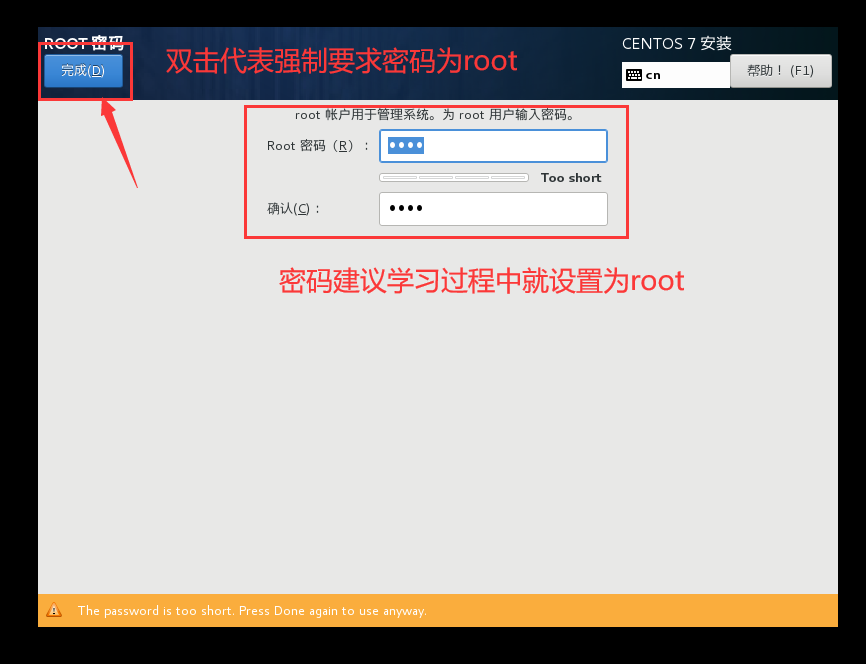 ROOT 密码
完成(D)
双击代表强制要求密码为root
CENTOS 7 安装
cn
帮助！(F1)
root 帐户用于管理系统。为 root 用户输入密码。
Root 密码（R）：
••••
Too short
确认(C)：
••••
密码建议学习过程中就设置为root
The password is too short. Press Done again to use anyway.